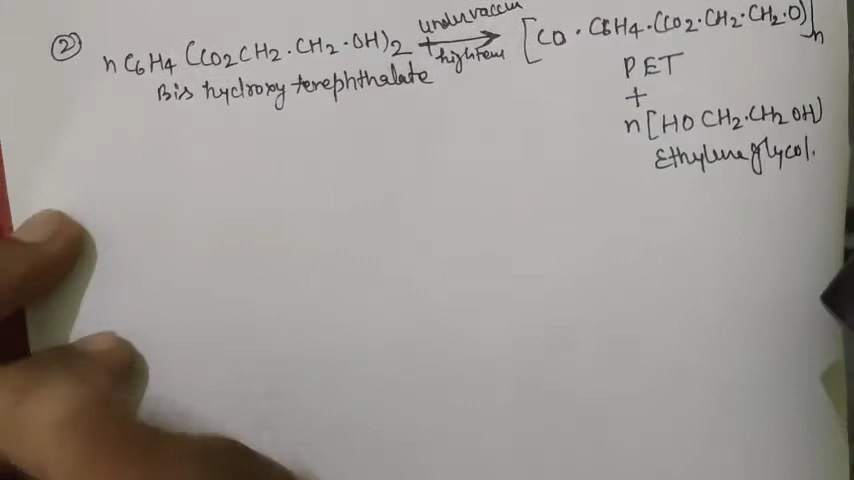 ② n C6H4 (CO2CH2.CH2.OH)2 under vaccum + high tem → [CO.C6H4.CO2.CH2.CH2.O)]n
Bis hydroxy terephthalate
PET
+
n[HO CH2.CH2 OH)
Ethylene glycol.